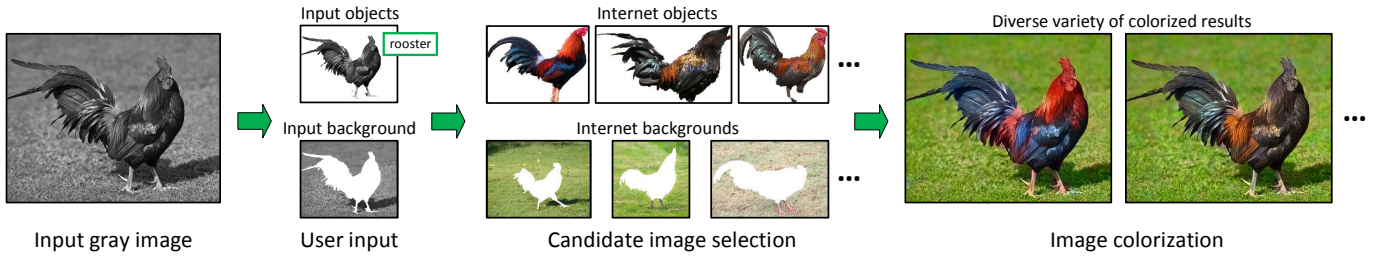 Input objects
rooster
Input background
Internet objects
...
Internet backgrounds
...
Diverse variety of colorized results
...
Input gray image
User input
Candidate image selection
Image colorization